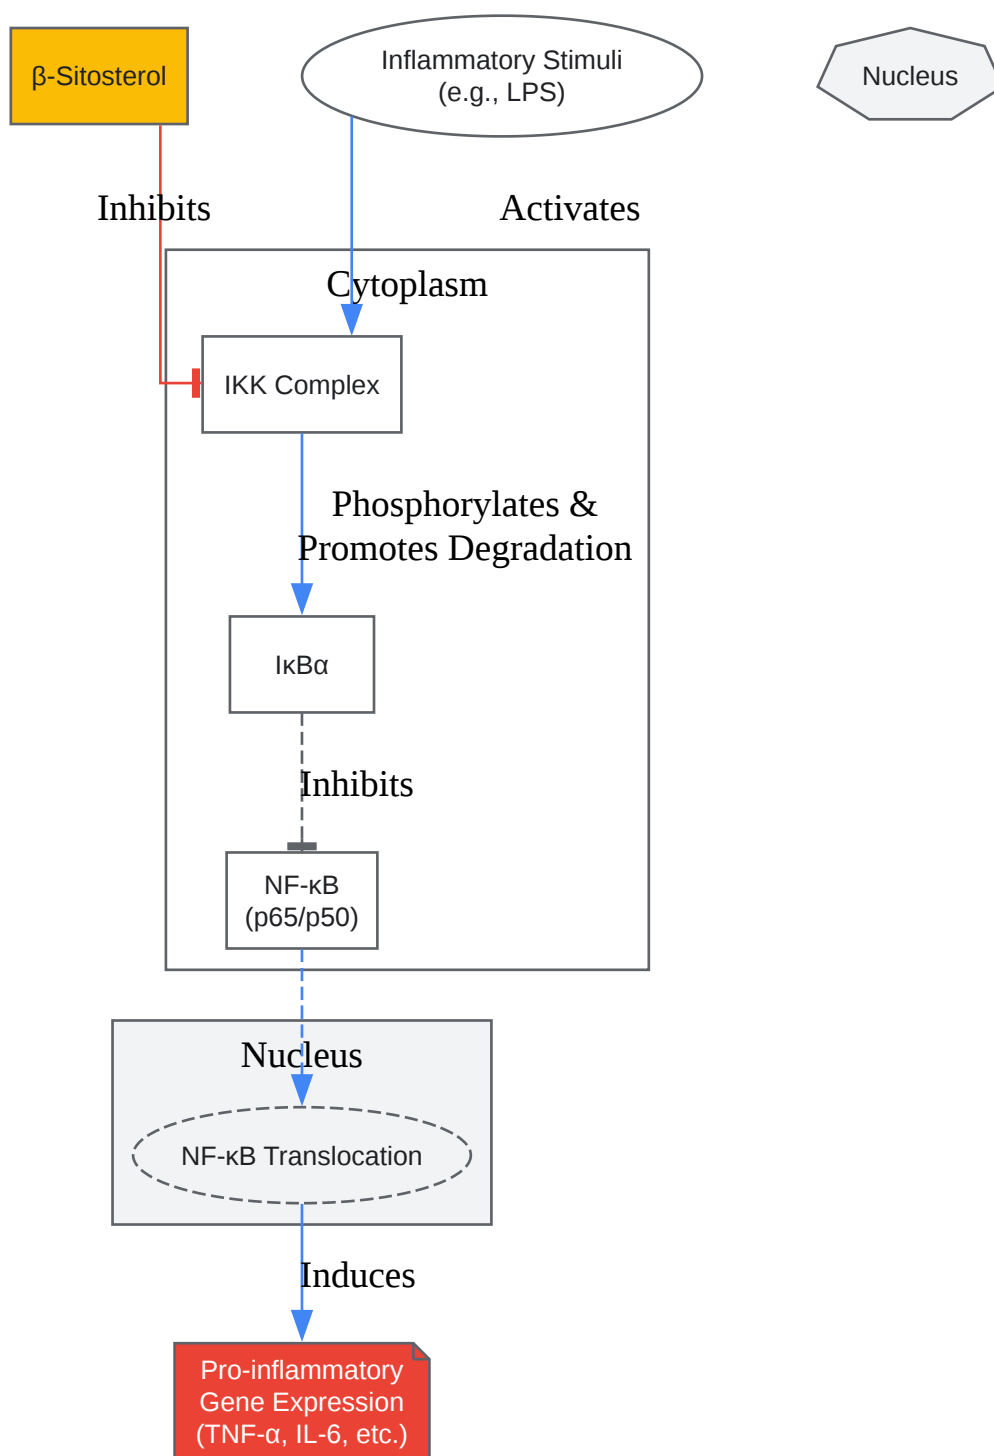 β-Sitosterol
Inflammatory Stimuli
(e.g., LPS)
Nucleus
Inhibits
Activates
Cytoplasm
IKK Complex
Phosphorylates &
Promotes Degradation
IκBα
Inhibits
NF-κB
(p65/p50)
Nucleus
NF-κB Translocation
Induces
Pro-inflammatory
Gene Expression
(TNF-α, IL-6, etc.)